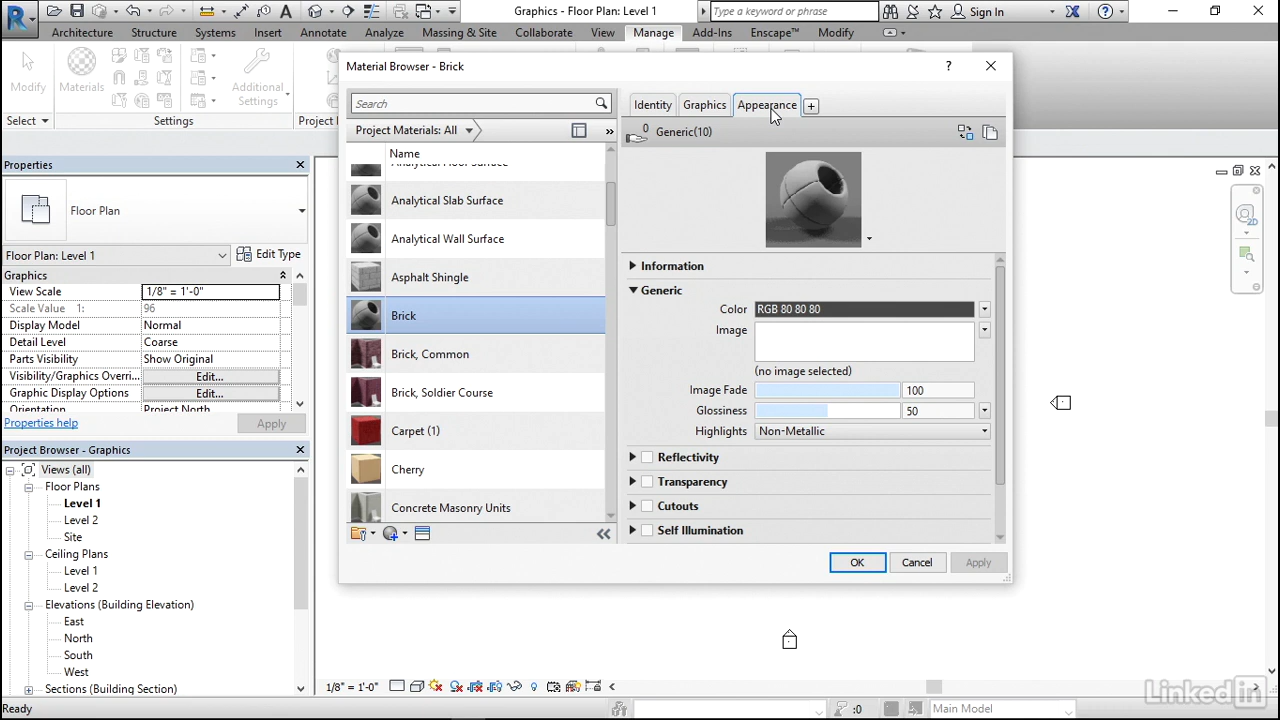 Graphics - Floor Plan: Level 1
Type a keyword or phrase
Sign In
Architecture Structure Systems Insert Annotate Analyze Massing & Site Collaborate View Manage Add-Ins Enscape™ Modify
Modify
Materials
Additional
Settings
Select
Settings
Project
Material Browser - Brick
Search
Project Materials: All
Name
Analytical Floor Surface
Analytical Slab Surface
Analytical Wall Surface
Asphalt Shingle
Brick
Brick, Common
Brick, Soldier Course
Carpet (1)
Cherry
Concrete Masonry Units
Identity Graphics Appearance
0
Generic(10)
Information
Generic
Color RGB 80 80 80
Image
(no image selected)
Image Fade 100
Glossiness 50
Highlights Non-Metallic
Reflectivity
Transparency
Cutouts
Self Illumination
OK Cancel Apply
Properties
Floor Plan
Floor Plan: Level 1 Edit Type
Graphics
View Scale 1/8" = 1'-0"
Scale Value 1: 96
Display Model Normal
Detail Level Coarse
Parts Visibility Show Original
Visibility/Graphics Overri... Edit...
Graphic Display Options Edit...
Orientation Project North
Properties help Apply
Project Browser - Graphics
Views (all)
Floor Plans
Level 1
Level 2
Site
Ceiling Plans
Level 1
Level 2
Elevations (Building Elevation)
East
North
South
West
Sections (Building Section)
2D
1/8" = 1'-0"
Ready
:0
Main Model
Linked in